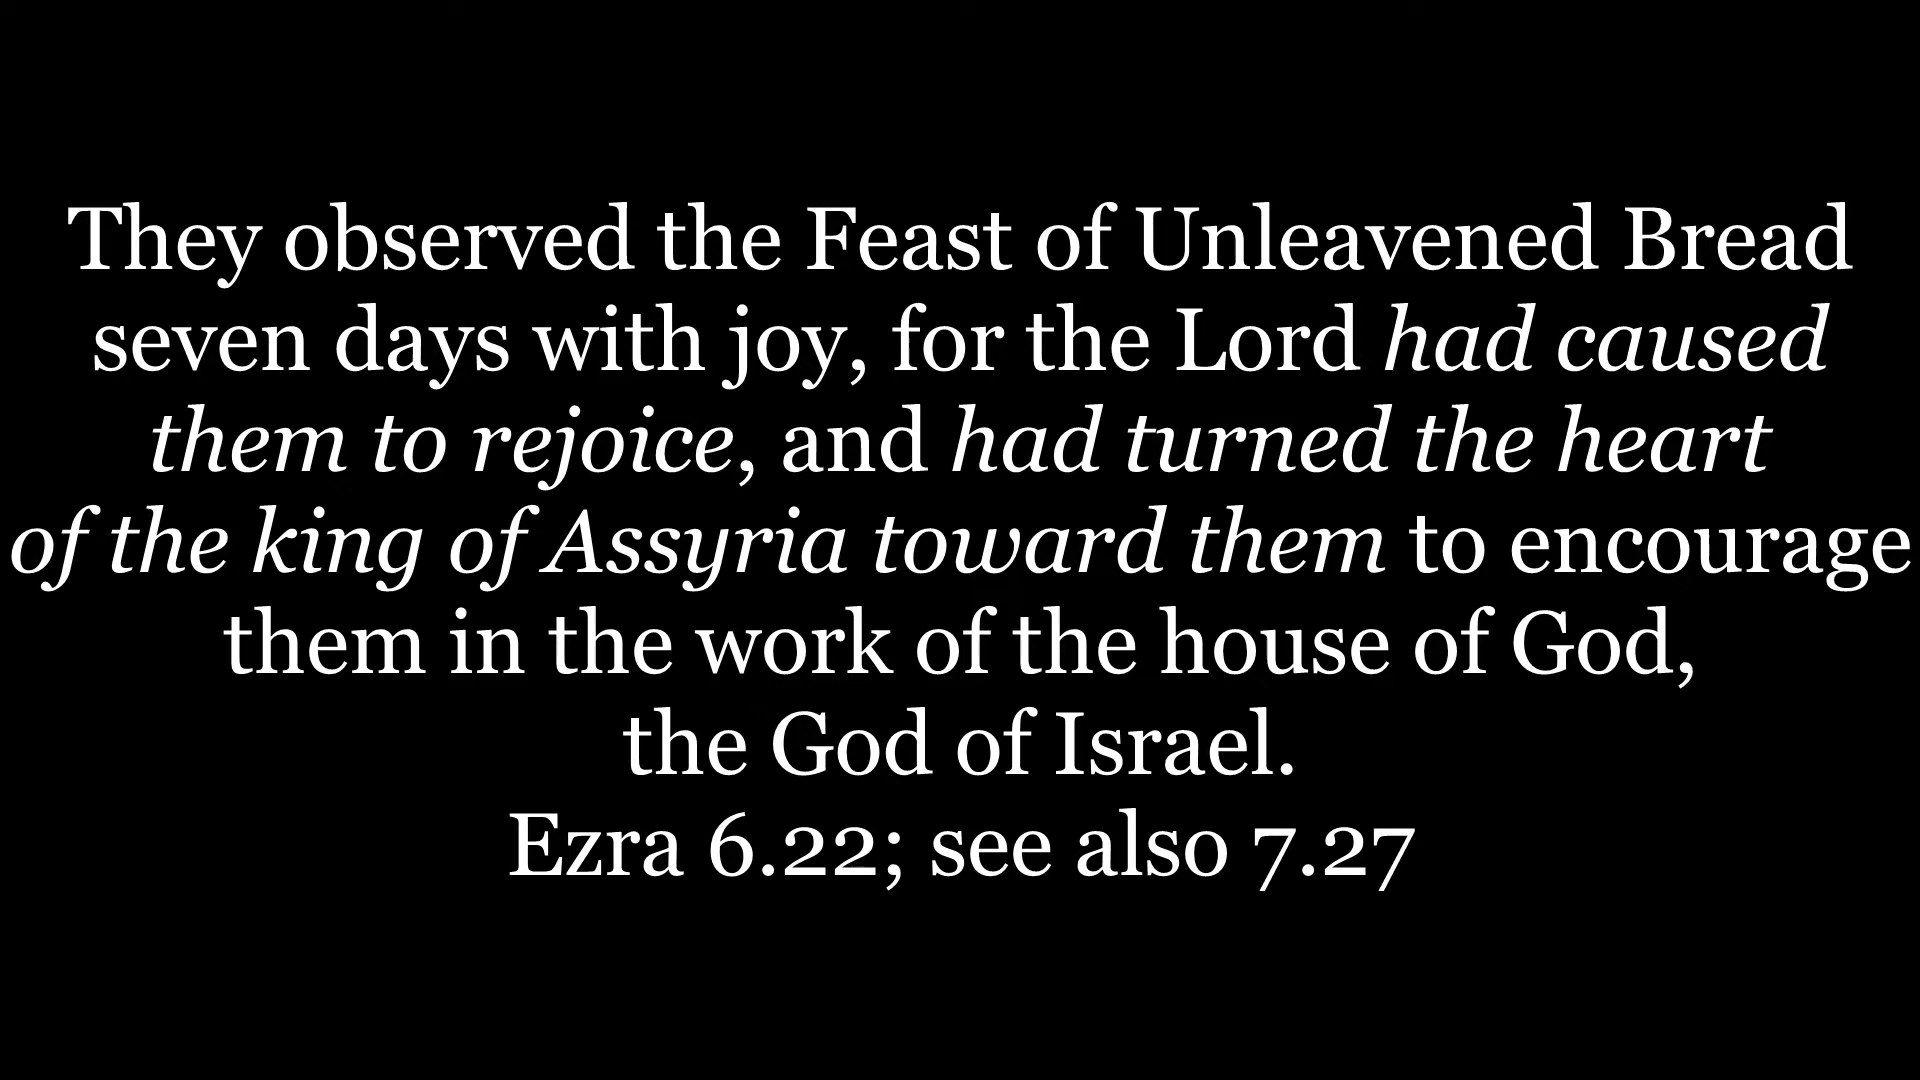 They observed the Feast of Unleavened Bread
seven days with joy, for the Lord had caused
them to rejoice, and had turned the heart
of the king of Assyria toward them to encourage
them in the work of the house of God,
the God of Israel.
Ezra 6.22; see also 7.27